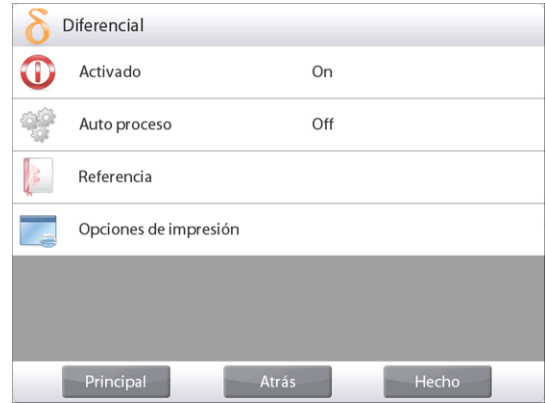 δ Diferencial
Activado On
Auto proceso Off
Referencia
Opciones de impresión
Principal Atrás Hecho